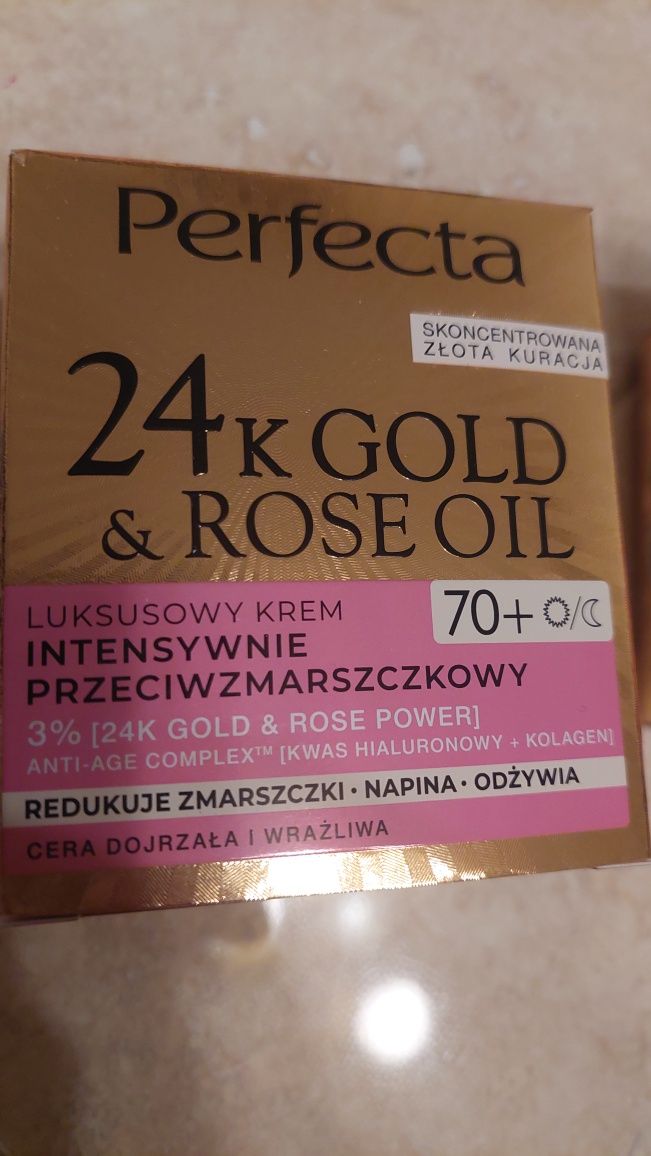 Perfecta
SKONCENTROWANA
ZŁOTA KURACJA
24K GOLD
& ROSE OIL
LUKSUSOWY KREM
70+
INTENSYWNIE
PRZECIWZMARSZCZKOWY
3% [24K GOLD & ROSE POWER]
ANTI-AGE COMPLEX™ [KWAS HIALURONOWY + KOLAGEN]
REDUKUJE ZMARSZCZKI • NAPINA • ODŻYWIA
CERA DOJRZAŁA I WRAŻLIWA